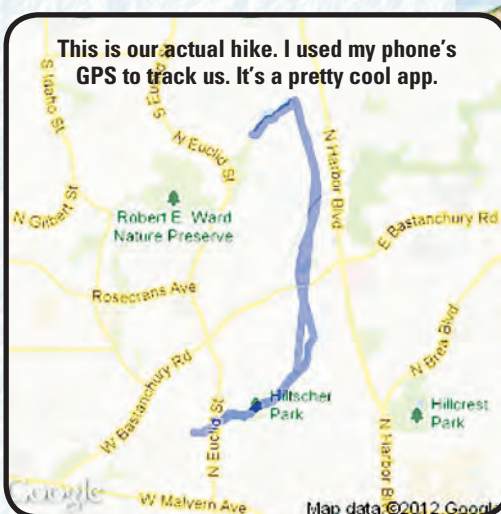 This is our actual hike. I used my phone's
GPS to track us. It's a pretty cool app.
S Idaho St
S Euclid St
N Euclid St
N Harbor Blvd
N Gilbert St
Robert E. Ward
Nature Preserve
E Bastanchury Rd
Rosecrans Ave
N Brea Blvd
W Bastanchury Rd
Hiltscher
Park
Hillcrest
Park
N Euclid St
N Harbor Bl
Google
W Malvern Ave
Map data ©2012 Google